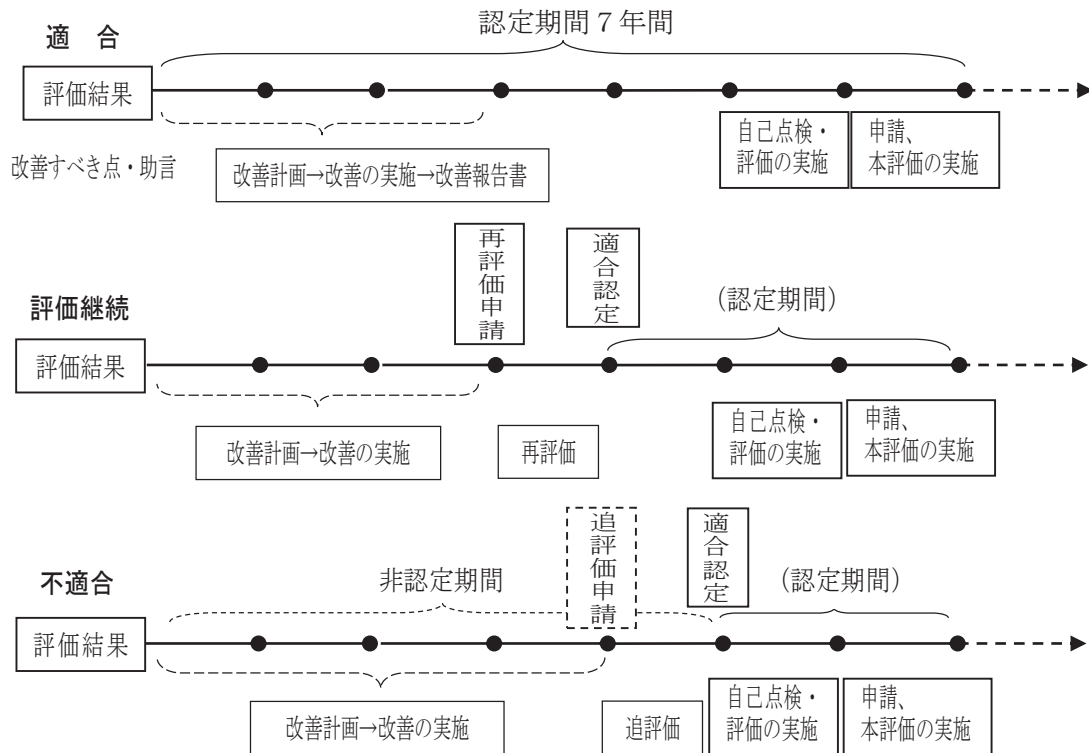 適　合
認定期間７年間
評価結果
改善すべき点・助言
改善計画→改善の実施→改善報告書
自己点検・
評価の実施
申請、
本評価の実施
評価継続
再評価申請
適合認定
（認定期間）
評価結果
改善計画→改善の実施
再評価
自己点検・
評価の実施
申請、
本評価の実施
不適合
非認定期間
追評価申請
適合認定
（認定期間）
評価結果
改善計画→改善の実施
追評価
自己点検・
評価の実施
申請、
本評価の実施